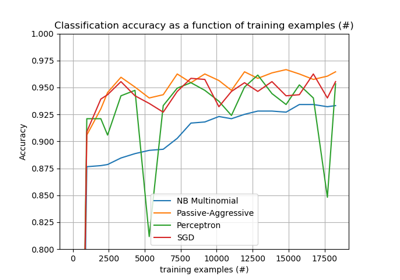 Classification accuracy as a function of training examples (#)
1.000
0.975
0.950
0.925
0.900
0.875
0.850
0.825
0.800
Accuracy
NB Multinomial
Passive-Aggressive
Perceptron
SGD
0 2500 5000 7500 10000 12500 15000 17500
training examples (#)